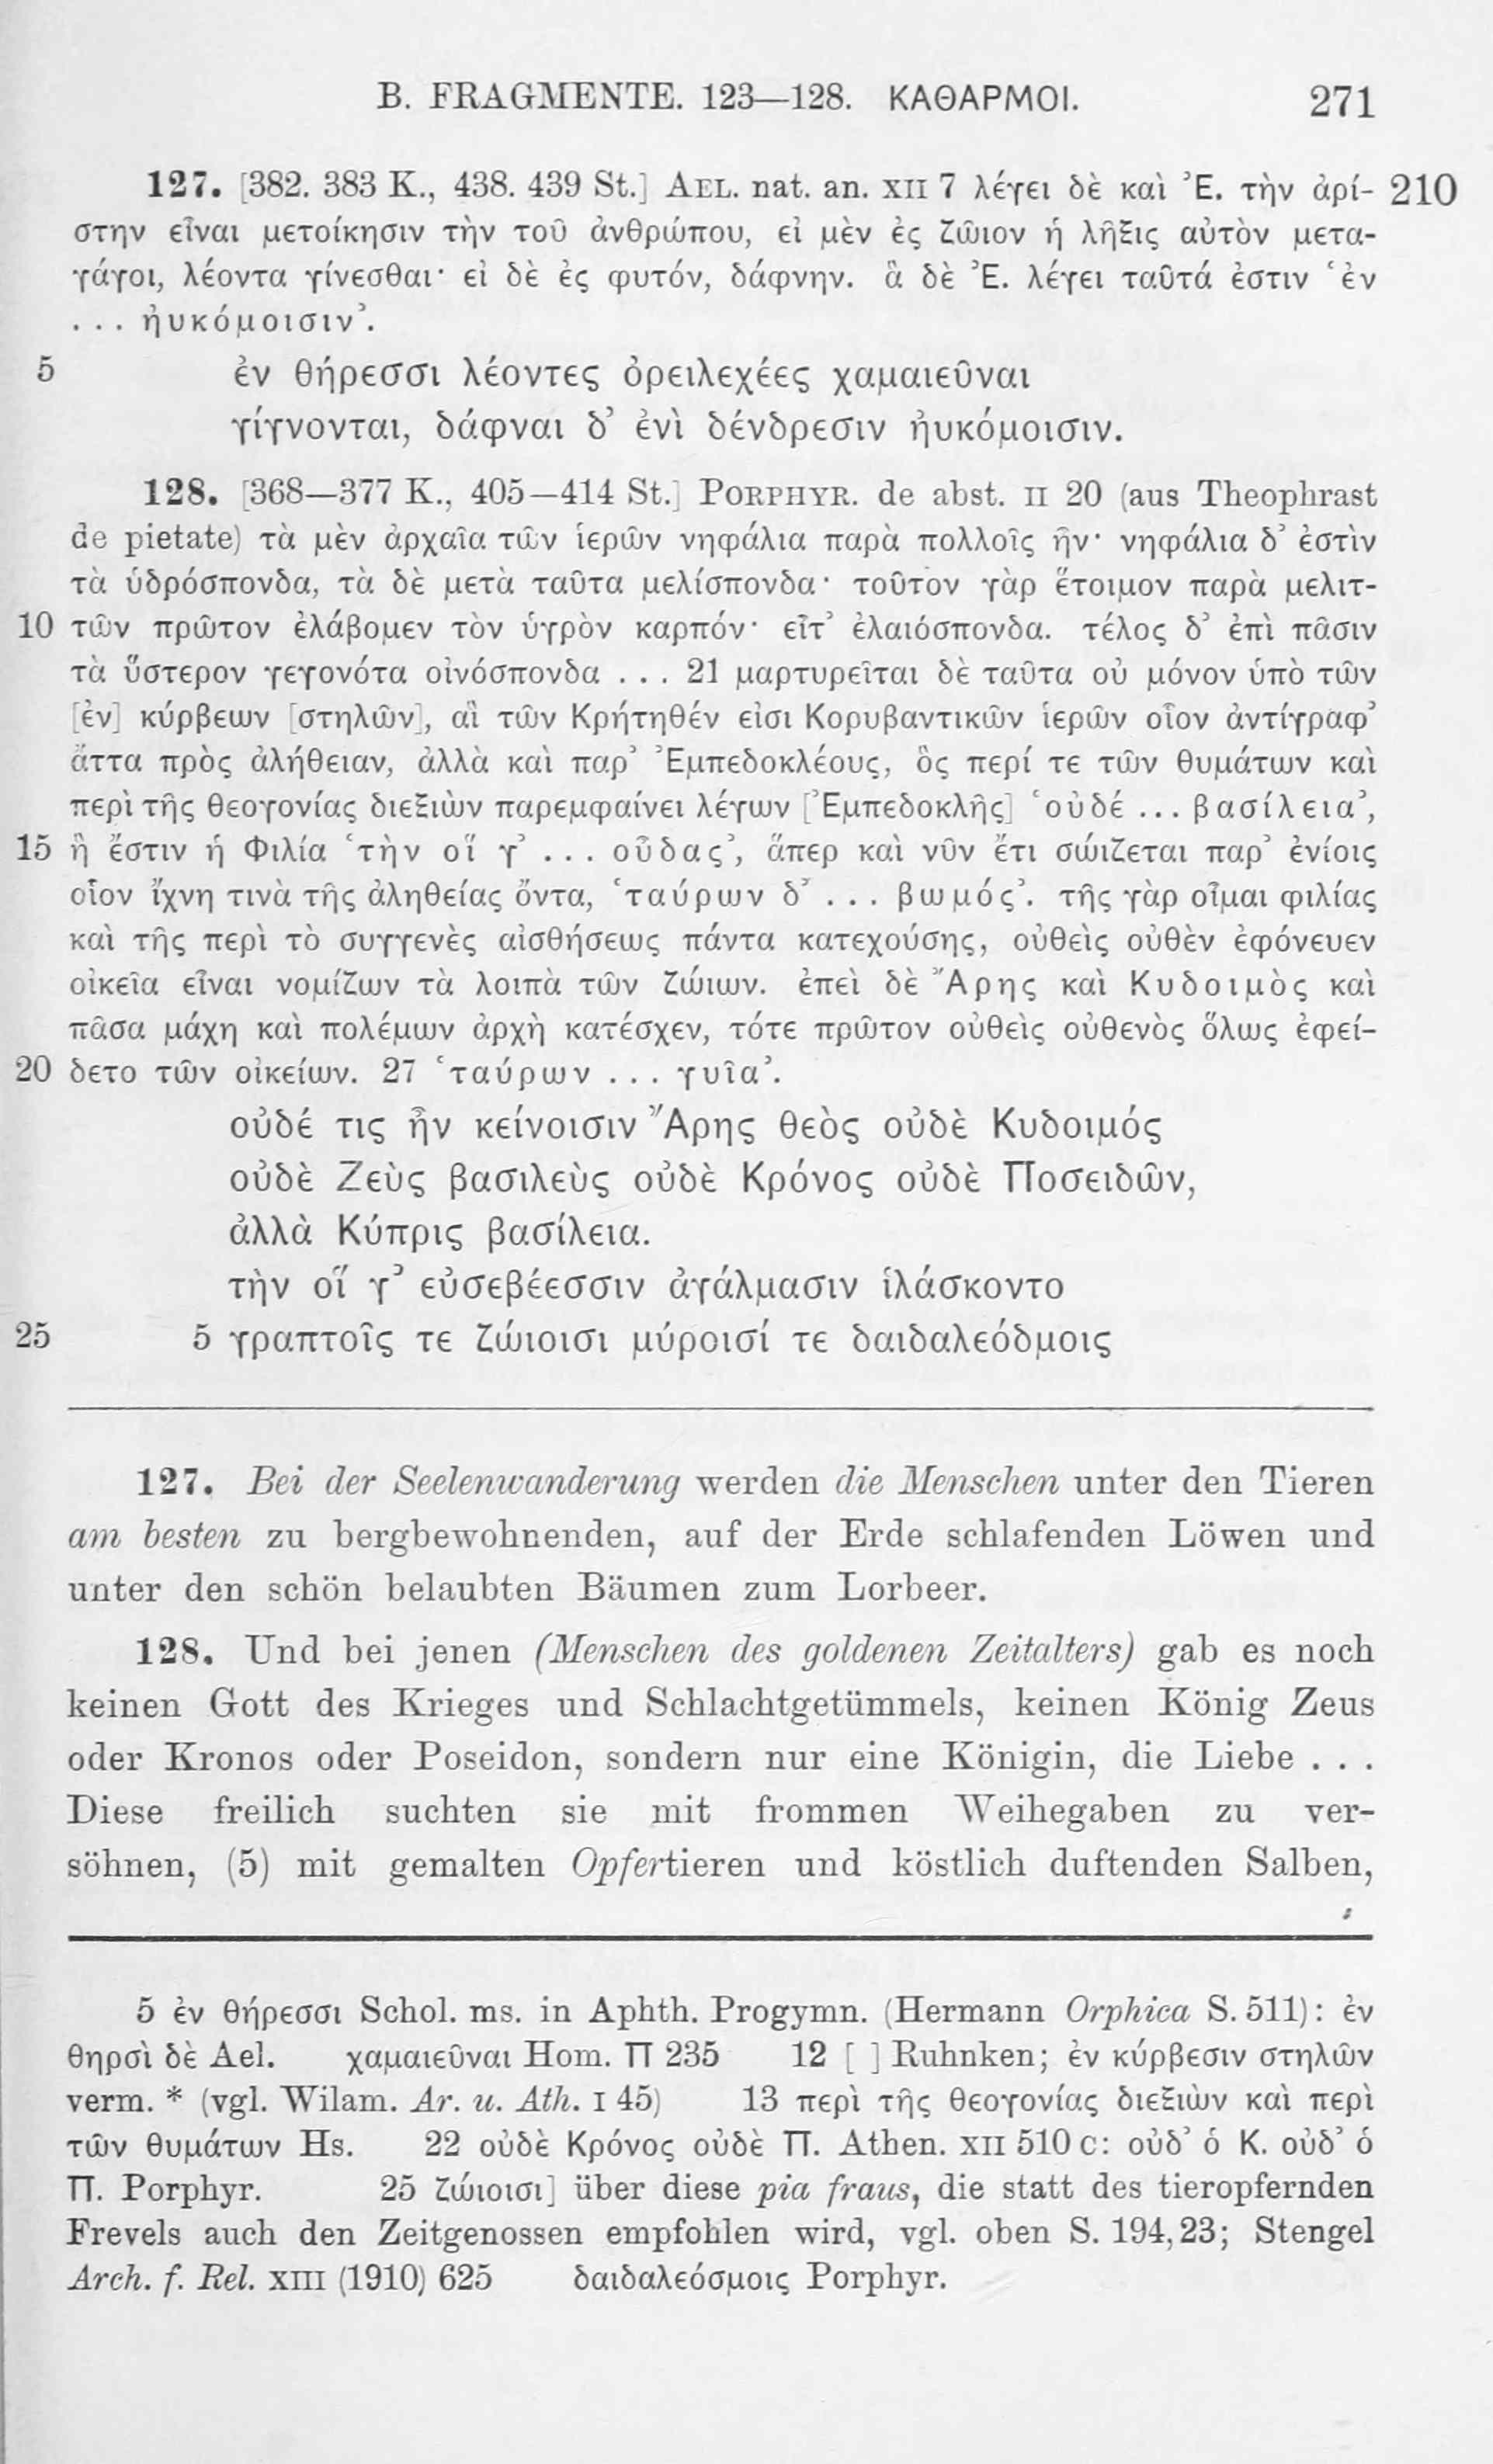 B. FRAGMENTE. 123—128. ΚΑΘΑΡΜΟΙ. 271
127. [382. 383 K., 438. 439 St.] AEL. nat. an. XII 7 λέγει δὲ καὶ Ἐ. τὴν ἀρί- 210
στην εἶναι μετοίκησιν τὴν τοῦ ἀνθρώπου, εἰ μὲν ἐς ζῶιον ἡ λῆξις αὐτὸν μετα-
γάγοι, λέοντα γίνεσθαι· εἰ δὲ ἐς φυτόν, δάφνην. ἃ δὲ Ἐ. λέγει ταῦτά ἐστιν ‘ἐν
... ἠυκόμοισιν’.
5 ἐν θήρεσσι λέοντες ὀρειλεχέες χαμαιεῦναι
γίγνονται, δάφναι δ’ ἐνὶ δένδρεσιν ἠυκόμοισιν.
128. [368—377 K., 405—414 St.] PORPHYR. de abst. II 20 (aus Theophrast
de pietate) τὰ μὲν ἀρχαῖα τῶν ἱερῶν νηφάλια παρὰ πολλοῖς ἦν· νηφάλια δ’ ἐστὶν
τὰ ὑδρόσπονδα, τὰ δὲ μετὰ ταῦτα μελίσπονδα· τοῦτον γὰρ ἕτοιμον παρὰ μελιτ-
10 τῶν πρῶτον ἐλάβομεν τὸν ὑγρὸν καρπόν· εἶτ’ ἐλαιόσπονδα. τέλος δ’ ἐπὶ πᾶσιν
τὰ ὕστερον γεγονότα οἰνόσπονδα ... 21 μαρτυρεῖται δὲ ταῦτα οὐ μόνον ὑπὸ τῶν
[ἐν] κύρβεων [στηλῶν], αἳ τῶν Κρήτηθέν εἰσι Κορυβαντικῶν ἱερῶν οἷον ἀντίγραφ’
ἄττα πρὸς ἀλήθειαν, ἀλλὰ καὶ παρ’ Ἐμπεδοκλέους, ὃς περί τε τῶν θυμάτων καὶ
περὶ τῆς θεογονίας διεξιὼν παρεμφαίνει λέγων [Ἐμπεδοκλῆς] ‘οὐδέ ... βασίλεια’,
15 ἥ ἐστιν ἡ Φιλία ‘τὴν οἵ γ’ ... οὖδας’, ἅπερ καὶ νῦν ἔτι σώιζεται παρ’ ἐνίοις
οἷον ἴχνη τινὰ τῆς ἀληθείας ὄντα, ‘ταύρων δ’ ... βωμός’. τῆς γὰρ οἶμαι φιλίας
καὶ τῆς περὶ τὸ συγγενὲς αἰσθήσεως πάντα κατεχούσης, οὐθεὶς οὐθὲν ἐφόνευεν
οἰκεῖα εἶναι νομίζων τὰ λοιπὰ τῶν ζώιων. ἐπεὶ δὲ Ἄρης καὶ Κυδοιμὸς καὶ
πᾶσα μάχη καὶ πολέμων ἀρχὴ κατέσχεν, τότε πρῶτον οὐθεὶς οὐθενὸς ὅλως ἐφεί-
20 δετο τῶν οἰκείων. 27 ‘ταύρων ... γυῖα’.
οὐδέ τις ἦν κείνοισιν Ἄρης θεὸς οὐδὲ Κυδοιμός
οὐδὲ Ζεὺς βασιλεὺς οὐδὲ Κρόνος οὐδὲ Ποσειδῶν,
ἀλλὰ Κύπρις βασίλεια.
τὴν οἵ γ’ εὐσεβέεσσιν ἀγάλμασιν ἱλάσκοντο
25 5 γραπτοῖς τε ζώιοισι μύροισί τε δαιδαλεόδμοις
127. Bei der Seelenwanderung werden die Menschen unter den Tieren
am besten zu bergbewohnenden, auf der Erde schlafenden Löwen und
unter den schön belaubten Bäumen zum Lorbeer.
128. Und bei jenen (Menschen des goldenen Zeitalters) gab es noch
keinen Gott des Krieges und Schlachtgetümmels, keinen König Zeus
oder Kronos oder Poseidon, sondern nur eine Königin, die Liebe ...
Diese freilich suchten sie mit frommen Weihegaben zu ver-
söhnen, (5) mit gemalten Opfertieren und köstlich duftenden Salben,
5 ἐν θήρεσσι Schol. ms. in Aphth. Progymn. (Hermann Orphica S. 511): ἐν
θηρσὶ δὲ Ael. χαμαιεῦναι Hom. Π 235 12 [ ] Ruhnken; ἐν κύρβεσιν στηλῶν
verm. * (vgl. Wilam. Ar. u. Ath. I 45) 13 περὶ τῆς θεογονίας διεξιὼν καὶ περὶ
τῶν θυμάτων Hs. 22 οὐδὲ Κρόνος οὐδὲ Π. Athen. XII 510 c: οὐδ’ ὁ Κ. οὐδ’ ὁ
Π. Porphyr. 25 ζώιοισι] über diese pia fraus, die statt des tieropfernden
Frevels auch den Zeitgenossen empfohlen wird, vgl. oben S. 194, 23; Stengel
Arch. f. Rel. XIII (1910) 625 δαιδαλεόσμοις Porphyr.